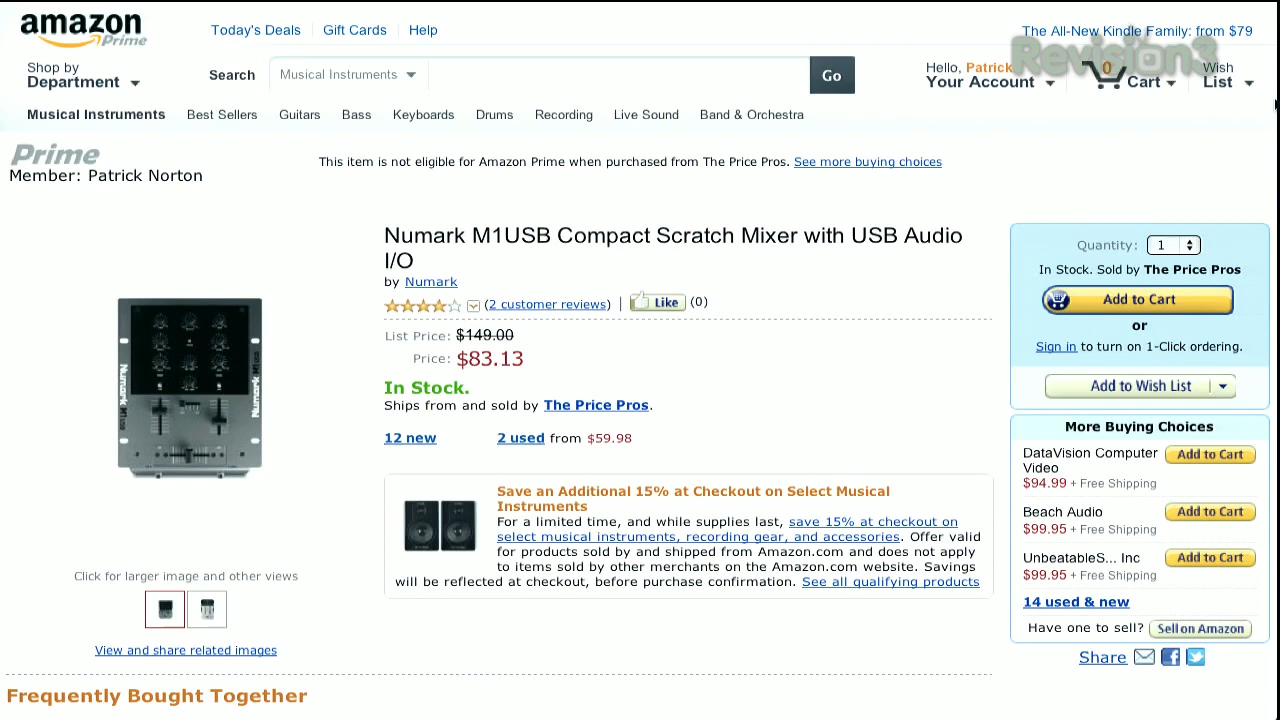 amazon
Prime
Today's Deals
Gift Cards
Help
The All-New Kindle Family: from $79
Revision3
Shop by
Department
Search
Musical Instruments
Go
Hello, Patrick
Your Account
0
Cart
Wish
List
Musical Instruments
Best Sellers
Guitars
Bass
Keyboards
Drums
Recording
Live Sound
Band & Orchestra
Prime
Member: Patrick Norton
This item is not eligible for Amazon Prime when purchased from The Price Pros. See more buying choices
Numark M1USB Compact Scratch Mixer with USB Audio
I/O
by Numark
(2 customer reviews) | Like (0)
List Price: $149.00
Price: $83.13
In Stock.
Ships from and sold by The Price Pros.
12 new
2 used from $59.98
Numark M1USB
Numark M1USB
Save an Additional 15% at Checkout on Select Musical
Instruments
For a limited time, and while supplies last, save 15% at checkout on
select musical instruments, recording gear, and accessories. Offer valid
for products sold by and shipped from Amazon.com and does not apply
to items sold by other merchants on the Amazon.com website. Savings
will be reflected at checkout, before purchase confirmation. See all qualifying products
Click for larger image and other views
View and share related images
Quantity: 1
In Stock. Sold by The Price Pros
Add to Cart
or
Sign in to turn on 1-Click ordering.
Add to Wish List
More Buying Choices
DataVision Computer
Video
$94.99 + Free Shipping
Add to Cart
Beach Audio
$99.95 + Free Shipping
Add to Cart
UnbeatableS... Inc
$99.95 + Free Shipping
Add to Cart
14 used & new
Have one to sell? Sell on Amazon
Share
Frequently Bought Together